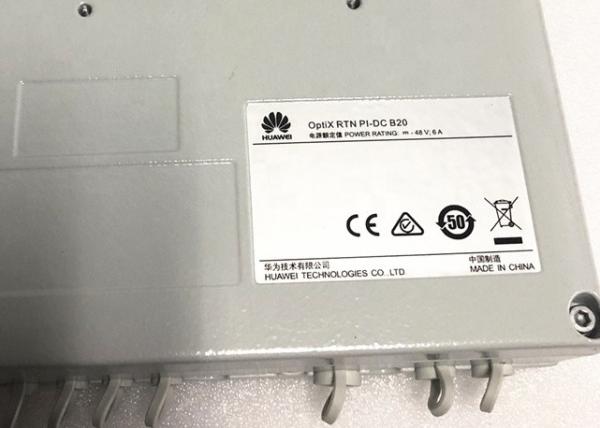 HUAWEI
OptiX RTN PI-DC B20
电源额定值 POWER RATING: ⎓ -48 V; 6 A
CE
50
华为技术有限公司
HUAWEI TECHNOLOGIES CO.,LTD
中国制造
MADE IN CHINA